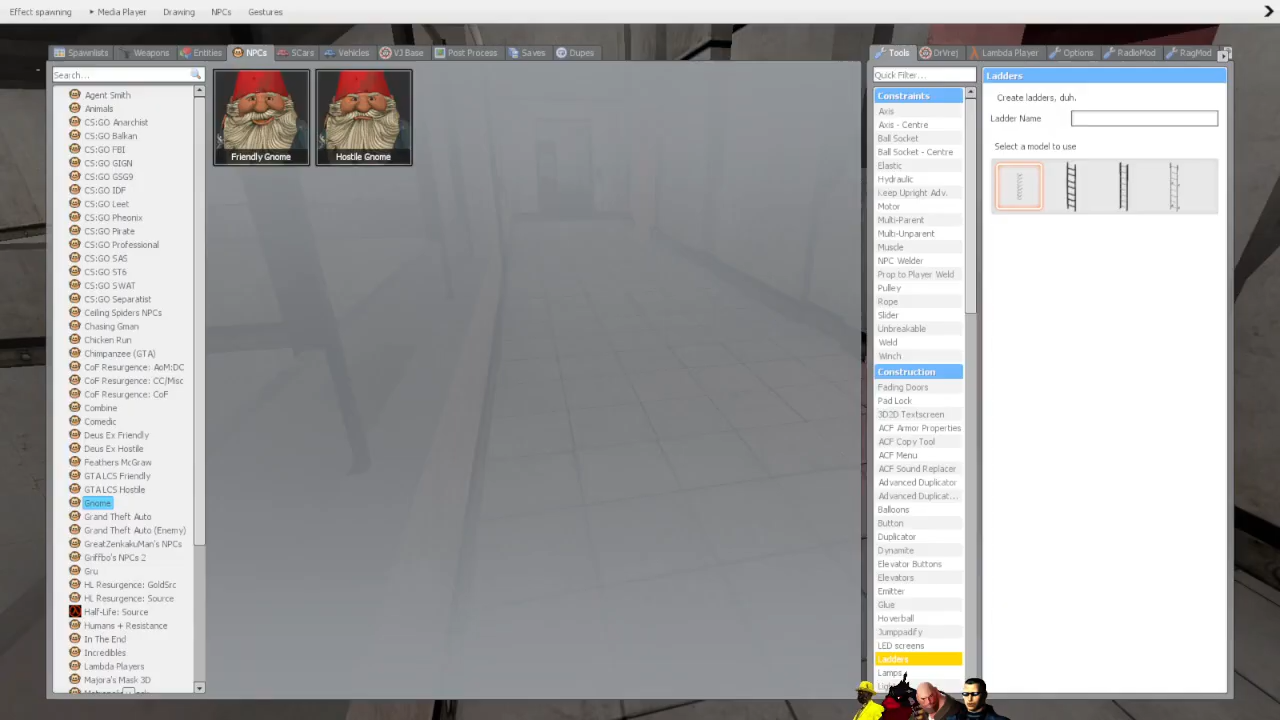 Effect spawning
Media Player
Drawing
NPCs
Gestures
Spawnlists
Weapons
Entities
NPCs
SCars
Vehicles
VJ Base
Post Process
Saves
Dupes
Search...
Agent Smith
Animals
CS:GO Anarchist
CS:GO Balkan
CS:GO FBI
CS:GO GIGN
CS:GO GSG9
CS:GO IDF
CS:GO Leet
CS:GO Pheonix
CS:GO Pirate
CS:GO Professional
CS:GO SAS
CS:GO ST6
CS:GO SWAT
CS:GO Separatist
Ceiling Spiders NPCs
Chasing Gman
Chicken Run
Chimpanzee (GTA)
CoF Resurgence: AoM:DC
CoF Resurgence: CC/Misc
CoF Resurgence: CoF
Combine
Comedic
Deus Ex Friendly
Deus Ex Hostile
Feathers McGraw
GTA LCS Friendly
GTA LCS Hostile
Gnome
Grand Theft Auto
Grand Theft Auto (Enemy)
GreatZenkakuMan's NPCs
Griffbo's NPCs 2
Gru
HL Resurgence: GoldSrc
HL Resurgence: Source
Half-Life: Source
Humans + Resistance
In The End
Incredibles
Lambda Players
Majora's Mask 3D
Friendly Gnome
Hostile Gnome
Tools
DrVrej
Lambda Player
Options
RadioMod
RagMod
Quick Filter...
Constraints
Axis
Axis - Centre
Ball Socket
Ball Socket - Centre
Elastic
Hydraulic
Keep Upright Adv.
Motor
Multi-Parent
Multi-Unparent
Muscle
NPC Welder
Prop to Player Weld
Pulley
Rope
Slider
Unbreakable
Weld
Winch
Construction
Fading Doors
Pad Lock
3D2D Textscreen
ACF Armor Properties
ACF Copy Tool
ACF Menu
ACF Sound Replacer
Advanced Duplicator
Advanced Duplicat...
Balloons
Button
Duplicator
Dynamite
Elevator Buttons
Elevators
Emitter
Glue
Hoverball
Jumppadify
LED screens
Ladders
Lamps
Ladders
Create ladders, duh.
Ladder Name
Select a model to use